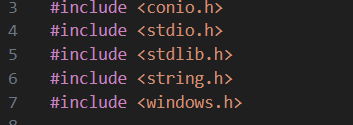 3 #include <conio.h>
4 #include <stdio.h>
5 #include <stdlib.h>
6 #include <string.h>
7 #include <windows.h>